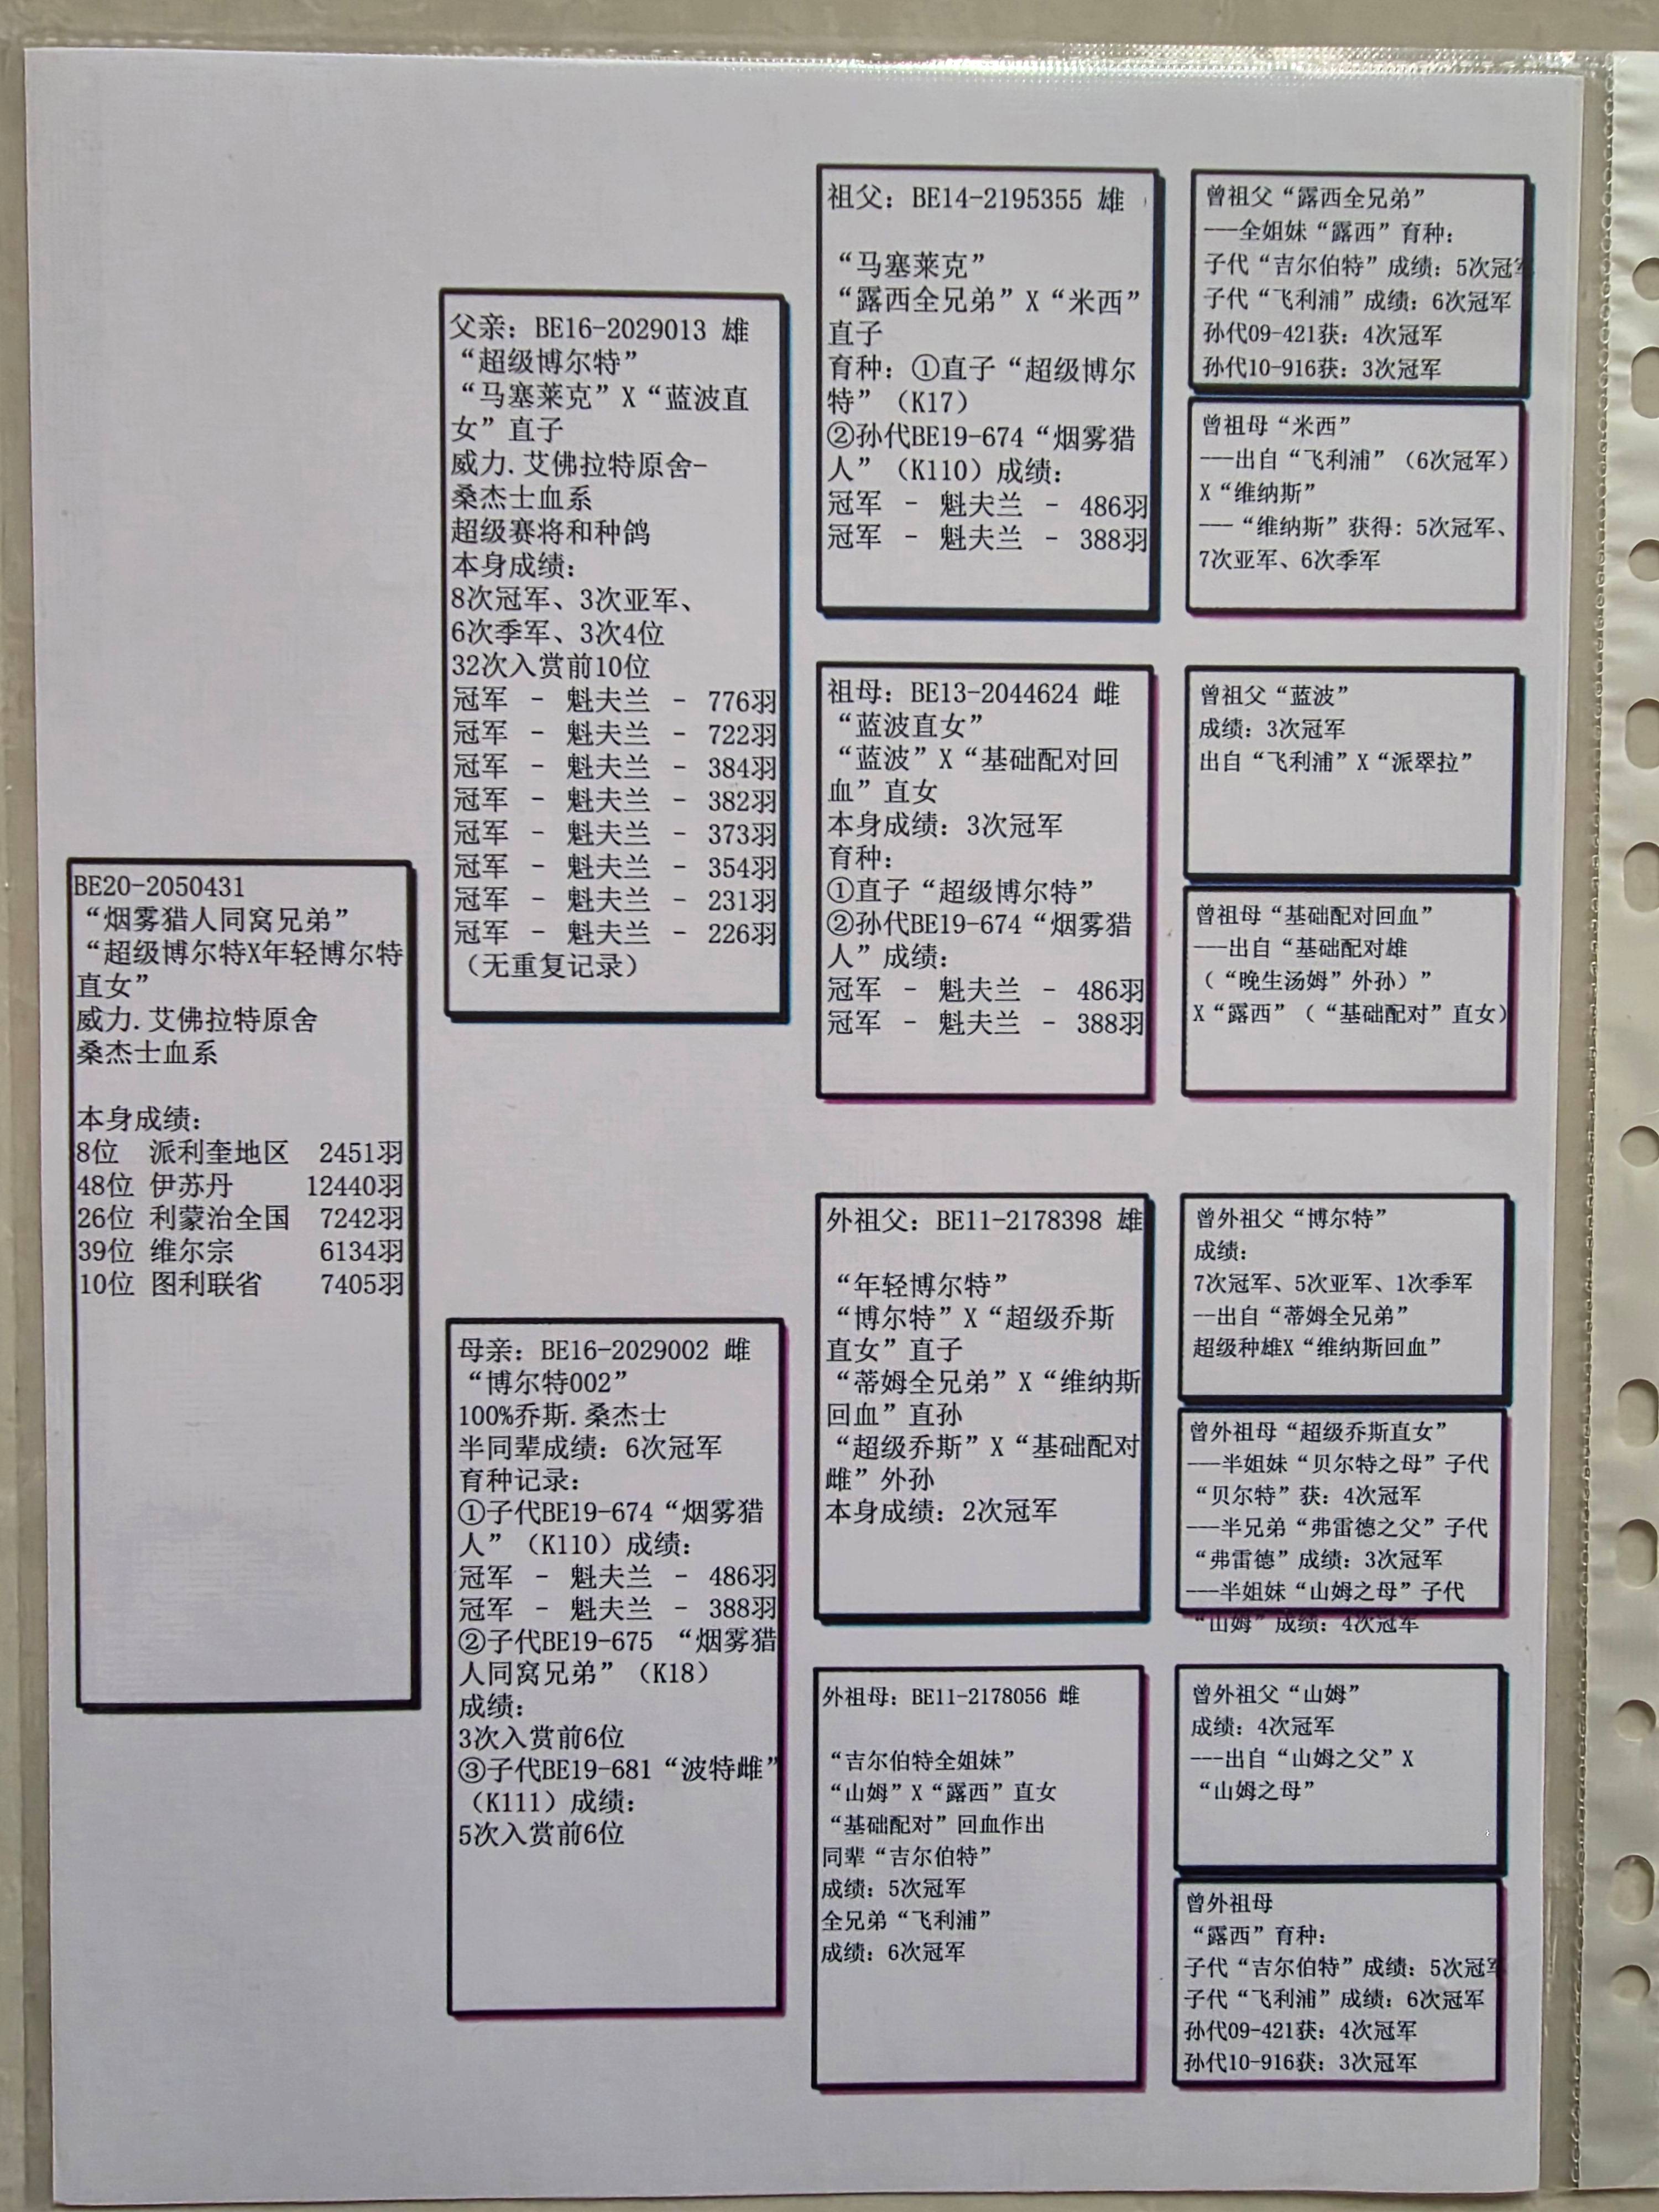 BE20-2050431
“烟雾猎人同窝兄弟”
“超级博尔特X年轻博尔特
直女”
威力.艾佛拉特原舍
桑杰士血系
本身成绩：
8位 派利奎地区 2451羽
48位 伊苏丹 12440羽
26位 利蒙治全国 7242羽
39位 维尔宗 6134羽
10位 图利联省 7405羽
父亲：BE16-2029013 雄
“超级博尔特”
“马塞莱克”X“蓝波直
女”直子
威力.艾佛拉特原舍-
桑杰士血系
超级赛将和种鸽
本身成绩：
8次冠军、3次亚军、
6次季军、3次4位
32次入赏前10位
冠军 - 魁夫兰 - 776羽
冠军 - 魁夫兰 - 722羽
冠军 - 魁夫兰 - 384羽
冠军 - 魁夫兰 - 382羽
冠军 - 魁夫兰 - 373羽
冠军 - 魁夫兰 - 354羽
冠军 - 魁夫兰 - 231羽
冠军 - 魁夫兰 - 226羽
（无重复记录）
母亲：BE16-2029002 雌
“博尔特002”
100%乔斯.桑杰士
半同辈成绩：6次冠军
育种记录：
①子代BE19-674“烟雾猎
人”（K110）成绩：
冠军 - 魁夫兰 - 486羽
冠军 - 魁夫兰 - 388羽
②子代BE19-675 “烟雾猎
人同窝兄弟”（K18）
成绩：
3次入赏前6位
③子代BE19-681“波特雌”
（K111）成绩：
5次入赏前6位
祖父：BE14-2195355 雄
“马塞莱克”
“露西全兄弟”X“米西”
直子
育种：①直子“超级博尔
特”（K17）
②孙代BE19-674“烟雾猎
人”（K110）成绩：
冠军 - 魁夫兰 - 486羽
冠军 - 魁夫兰 - 388羽
祖母：BE13-2044624 雌
“蓝波直女”
“蓝波”X“基础配对回
血”直女
本身成绩：3次冠军
育种：
①直子“超级博尔特”
②孙代BE19-674“烟雾猎
人”成绩：
冠军 - 魁夫兰 - 486羽
冠军 - 魁夫兰 - 388羽
外祖父：BE11-2178398 雄
“年轻博尔特”
“博尔特”X“超级乔斯
直女”直子
“蒂姆全兄弟”X“维纳斯
回血”直孙
“超级乔斯”X“基础配对
雌”外孙
本身成绩：2次冠军
外祖母：BE11-2178056 雌
“吉尔伯特全姐妹”
“山姆”X“露西”直女
“基础配对”回血作出
同辈“吉尔伯特”
成绩：5次冠军
全兄弟“飞利浦”
成绩：6次冠军
曾祖父“露西全兄弟”
---全姐妹“露西”育种：
子代“吉尔伯特”成绩：5次冠军
子代“飞利浦”成绩：6次冠军
孙代09-421获：4次冠军
孙代10-916获：3次冠军
曾祖母“米西”
---出自“飞利浦”（6次冠军）
X“维纳斯”
---“维纳斯”获得：5次冠军、
7次亚军、6次季军
曾祖父“蓝波”
成绩：3次冠军
出自“飞利浦”X“派翠拉”
曾祖母“基础配对回血”
---出自“基础配对雄
（“晚生汤姆”外孙）”
X“露西”（“基础配对”直女）
曾外祖父“博尔特”
成绩：
7次冠军、5次亚军、1次季军
--出自“蒂姆全兄弟”
超级种雄X“维纳斯回血”
曾外祖母“超级乔斯直女”
---半姐妹“贝尔特之母”子代
“贝尔特”获：4次冠军
---半兄弟“弗雷德之父”子代
“弗雷德”成绩：3次冠军
---半姐妹“山姆之母”子代
“山姆”成绩：4次冠军
曾外祖父“山姆”
成绩：4次冠军
---出自“山姆之父”X
“山姆之母”
曾外祖母
“露西”育种：
子代“吉尔伯特”成绩：5次冠军
子代“飞利浦”成绩：6次冠军
孙代09-421获：4次冠军
孙代10-916获：3次冠军